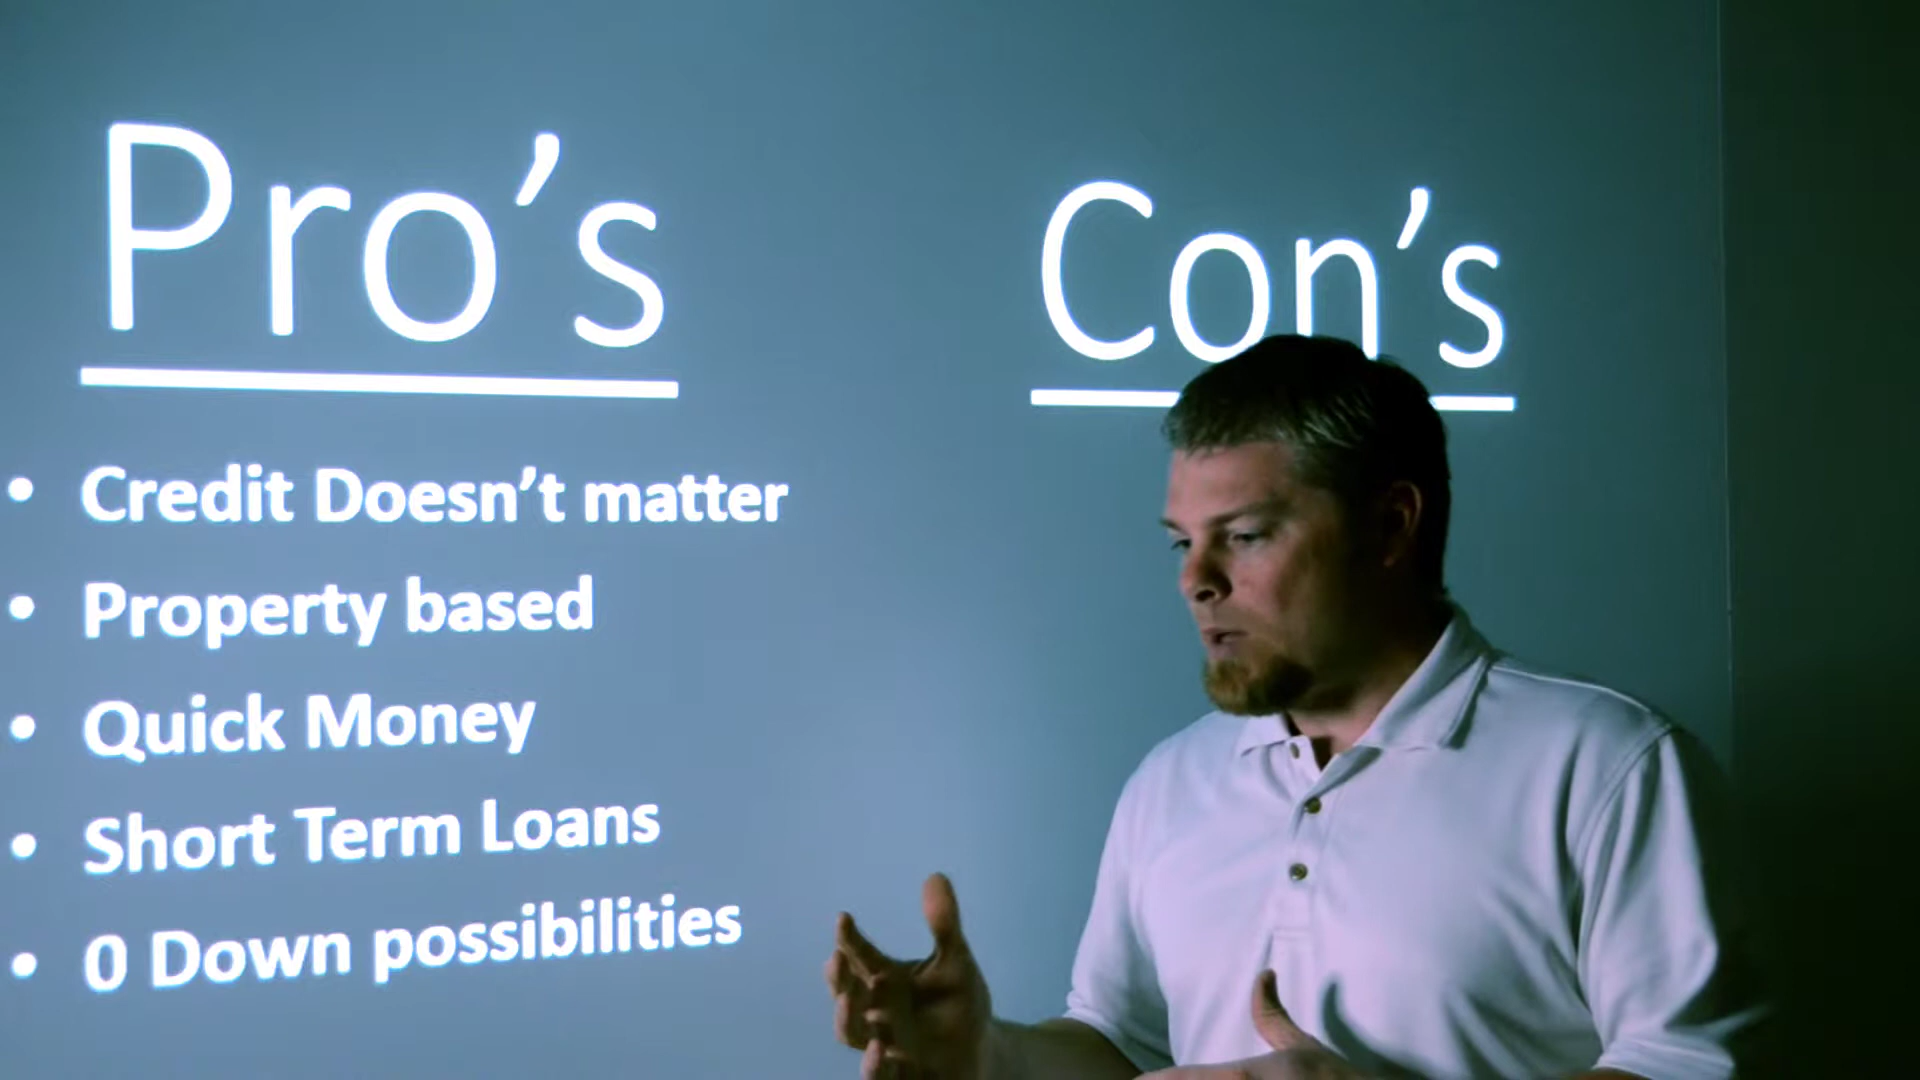 Pro’s
Con’s
• Credit Doesn’t matter
• Property based
• Quick Money
• Short Term Loans
• 0 Down possibilities